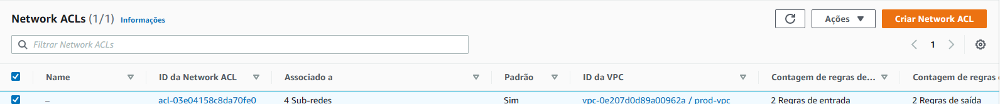 Network ACLs (1/1) Informações
Ações
Criar Network ACL
Filtrar Network ACLs
1
Name ID da Network ACL Associado a Padrão ID da VPC Contagem de regras de... Contagem de regras
– acl-03e04158c8da70fe0 4 Sub-redes Sim vpc-0e207d0d89a00962a / prod-vpc 2 Regras de entrada 2 Regras de saída